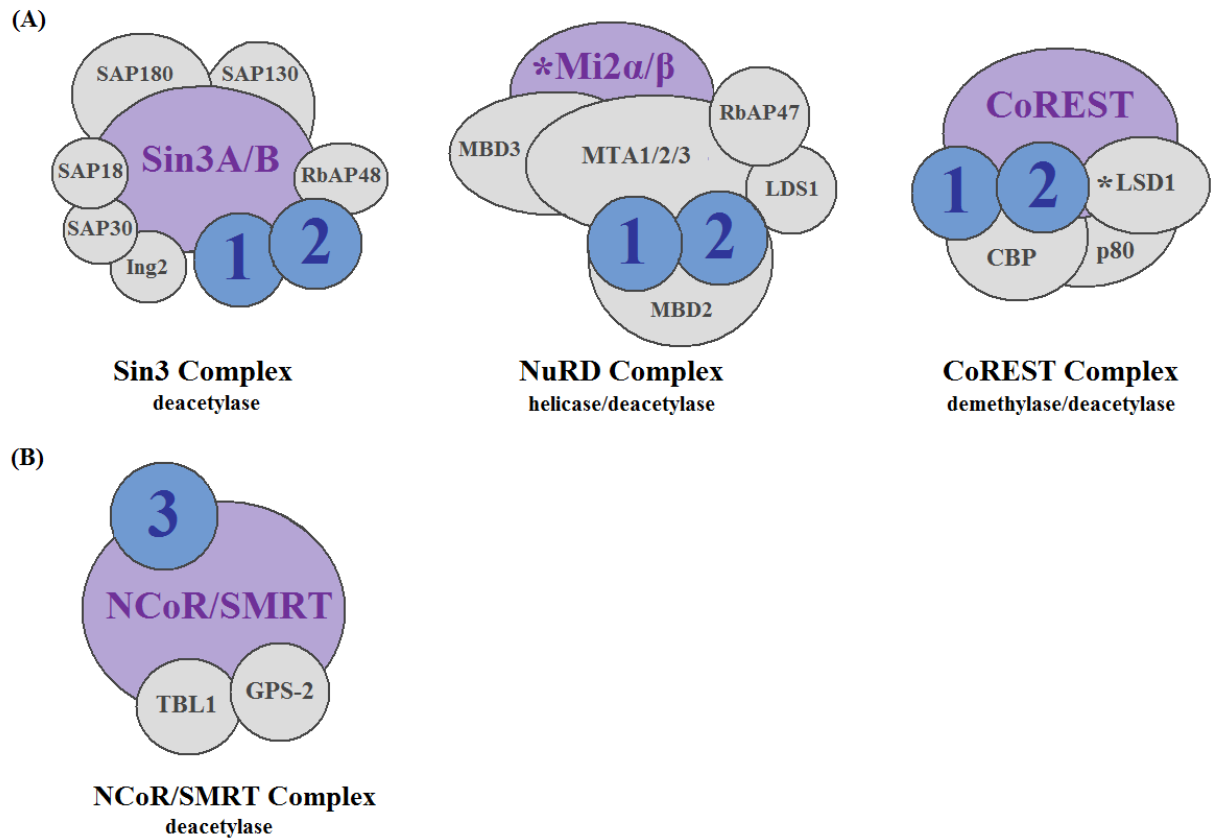 (A)
SAP180
SAP130
Sin3A/B
SAP18
RbAP48
SAP30
Ing2
1
2
Sin3 Complex
deacetylase
*Mi2α/β
RbAP47
MBD3
MTA1/2/3
LDS1
1
2
MBD2
NuRD Complex
helicase/deacetylase
CoREST
1
2
*LSD1
CBP
p80
CoREST Complex
demethylase/deacetylase
(B)
3
NCoR/SMRT
TBL1
GPS-2
NCoR/SMRT Complex
deacetylase